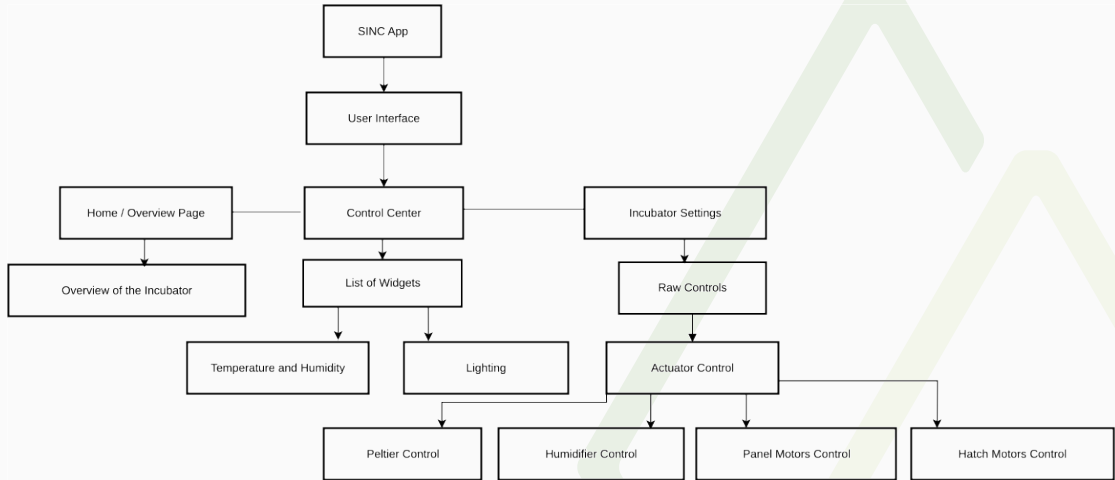 SINC App
User Interface
Home / Overview Page
Control Center
Incubator Settings
Overview of the Incubator
List of Widgets
Raw Controls
Temperature and Humidity
Lighting
Actuator Control
Peltier Control
Humidifier Control
Panel Motors Control
Hatch Motors Control